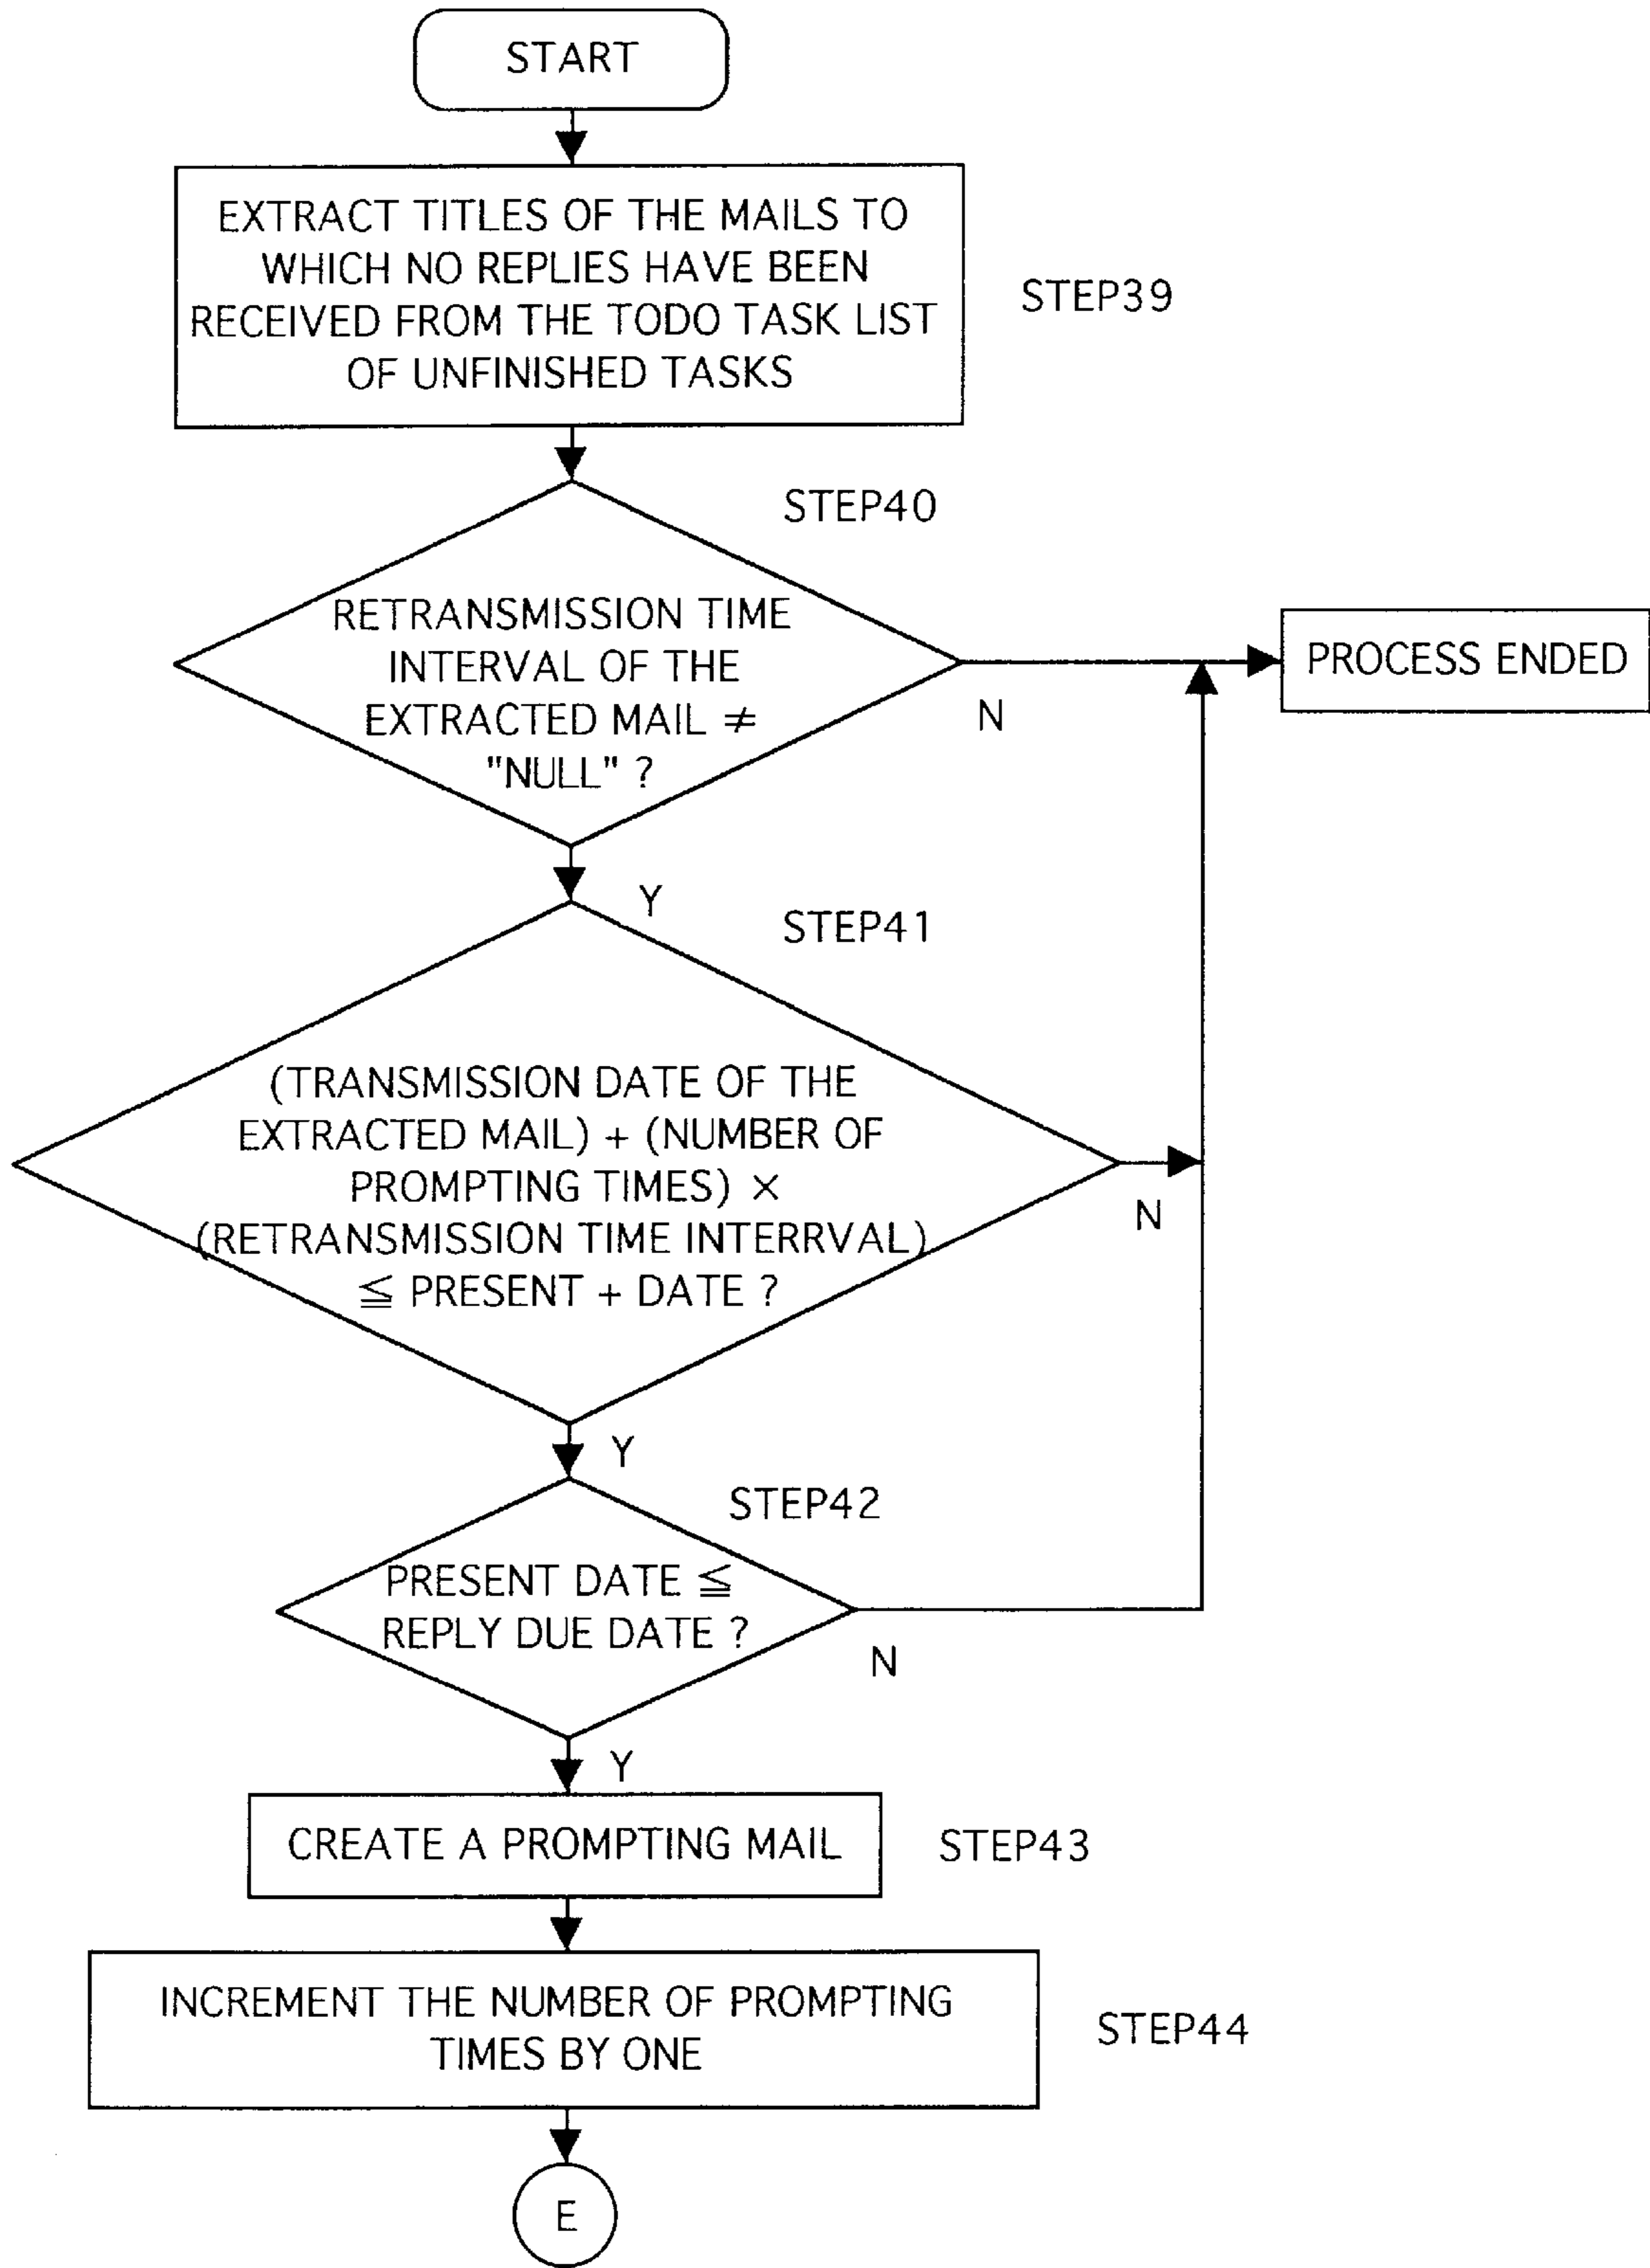 START
EXTRACT TITLES OF THE MAILS TO
WHICH NO REPLIES HAVE BEEN
RECEIVED FROM THE TODO TASK LIST
OF UNFINISHED TASKS
STEP39
STEP40
RETRANSMISSION TIME
INTERVAL OF THE
EXTRACTED MAIL ≠
"NULL" ?
N
PROCESS ENDED
Y
STEP41
(TRANSMISSION DATE OF THE
EXTRACTED MAIL) + (NUMBER OF
PROMPTING TIMES) ×
(RETRANSMISSION TIME INTERRVAL)
≦ PRESENT + DATE ?
N
Y
STEP42
PRESENT DATE ≦
REPLY DUE DATE ?
N
Y
CREATE A PROMPTING MAIL
STEP43
INCREMENT THE NUMBER OF PROMPTING
TIMES BY ONE
STEP44
E